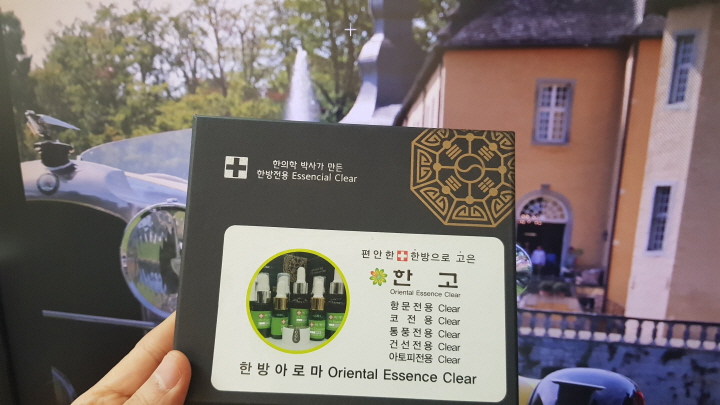 한의학 박사가 만든
한방전용 Essencial Clear
편안한 한방으로 고은
한 고
Oriental Essence Clear
항문전용 Clear
코 전 용 Clear
통풍전용 Clear
건선전용 Clear
아토피전용 Clear
한 방 아 로 마 Oriental Essence Clear